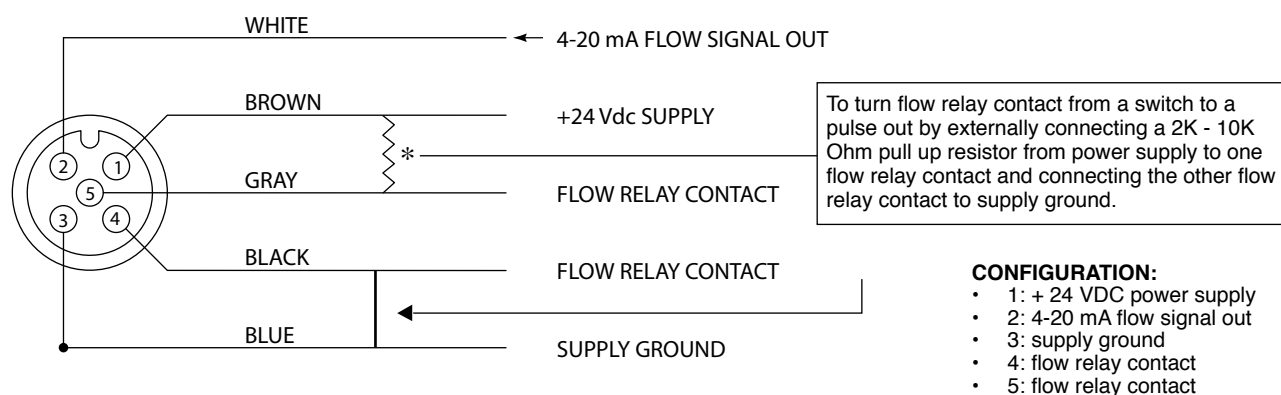 WHITE
4-20 mA FLOW SIGNAL OUT
BROWN
+24 Vdc SUPPLY
*
GRAY
FLOW RELAY CONTACT
BLACK
FLOW RELAY CONTACT
BLUE
SUPPLY GROUND
2
1
5
3
4
To turn flow relay contact from a switch to a
pulse out by externally connecting a 2K - 10K
Ohm pull up resistor from power supply to one
flow relay contact and connecting the other flow
relay contact to supply ground.
CONFIGURATION:
• 1: + 24 VDC power supply
• 2: 4-20 mA flow signal out
• 3: supply ground
• 4: flow relay contact
• 5: flow relay contact